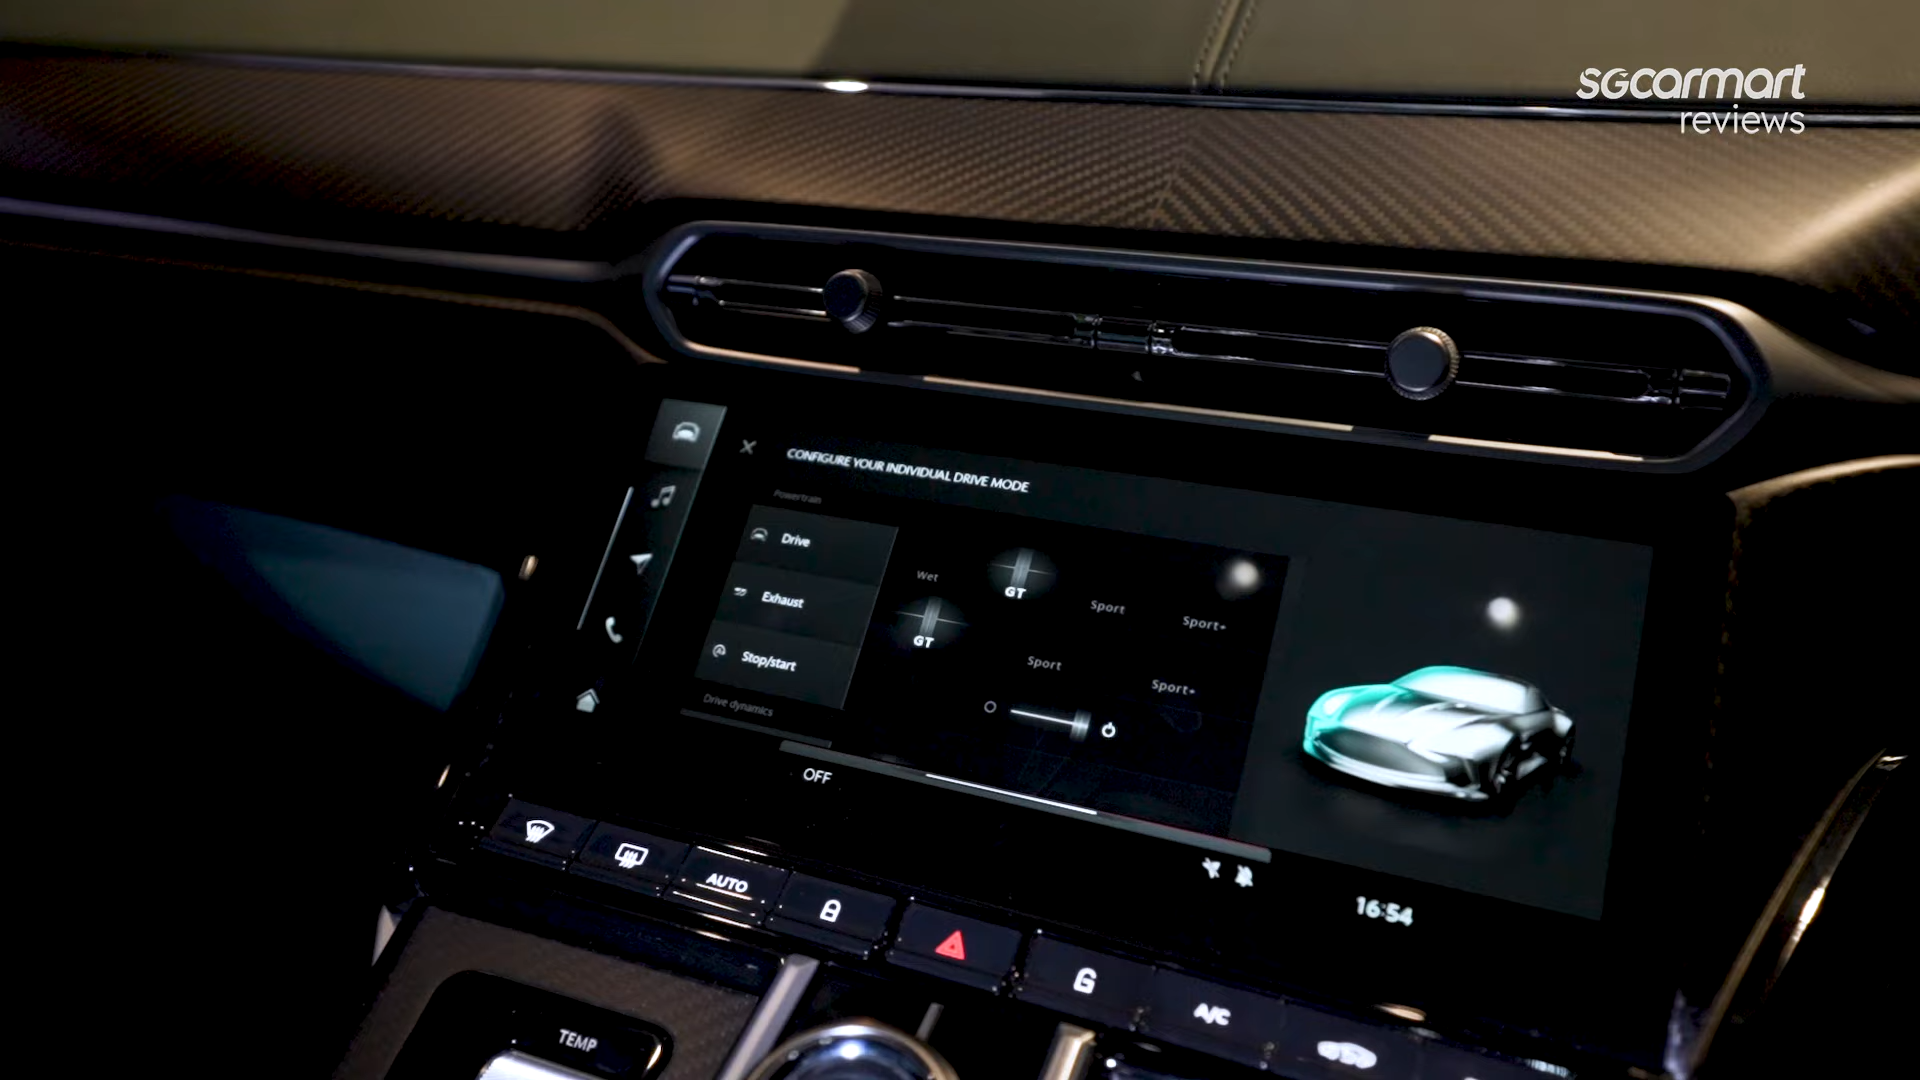 sgcarmart
reviews
CONFIGURE YOUR INDIVIDUAL DRIVE MODE
Powertrain
Drive
Wet
GT
Sport
Sport+
Exhaust
GT
Sport
Sport+
Stop/start
Drive dynamics
OFF
16:54
AUTO
A/C
TEMP